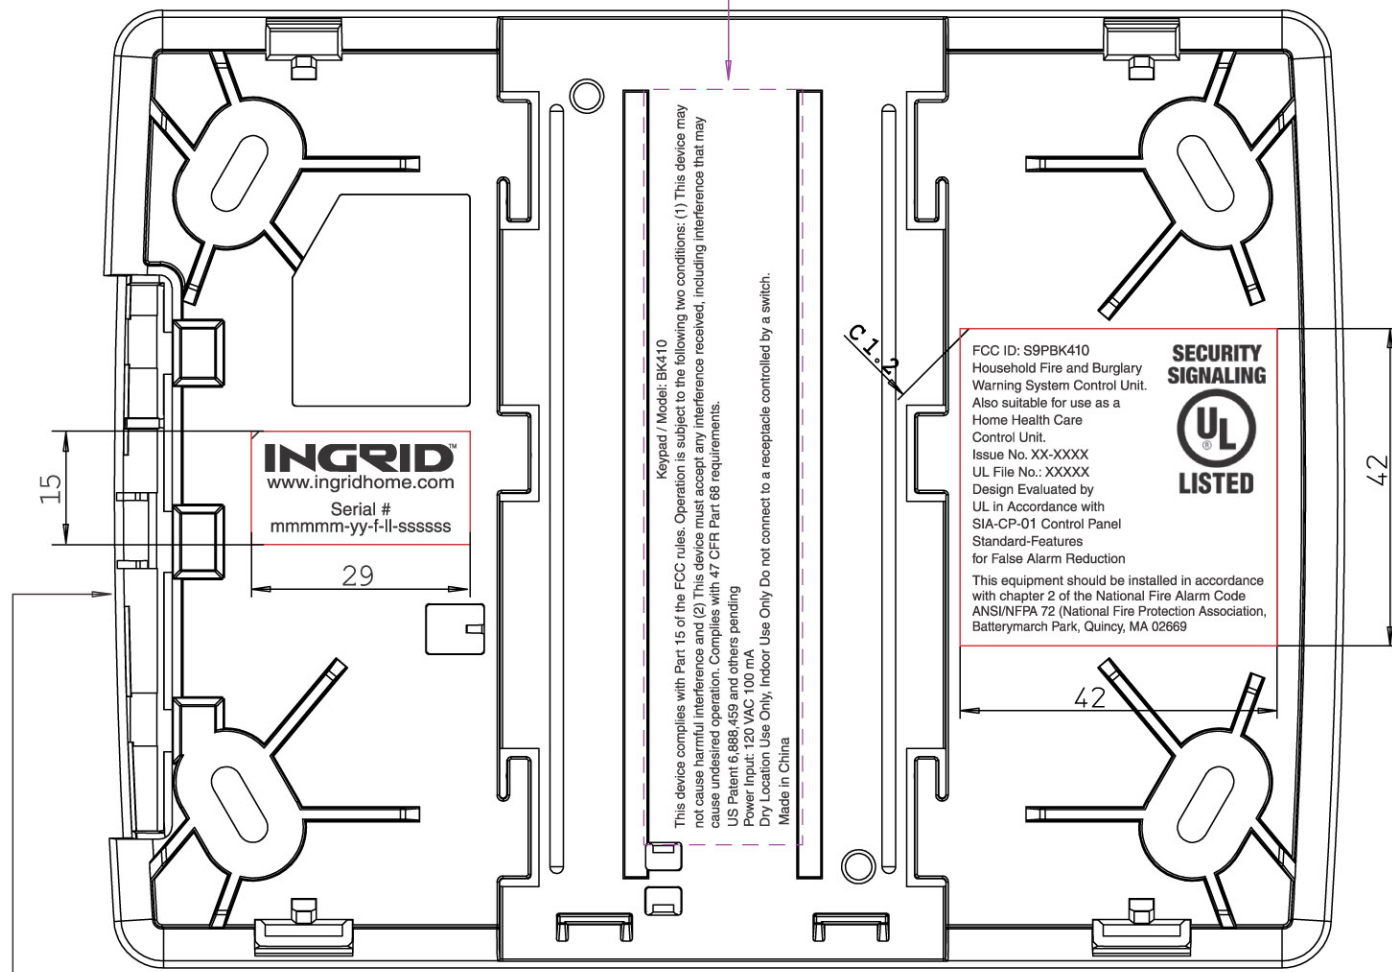 INGRID™
www.ingridhome.com
Serial #
mmmmmm-yy-f-ll-ssssss
15
29
Keypad / Model: BK410
This device complies with Part 15 of the FCC rules. Operation is subject to the following two conditions: (1) This device may
not cause harmful interference and (2) This device must accept any interference received, including interference that may
cause undesired operation. Complies with 47 CFR Part 68 requirements.
US Patent 6,888,459 and others pending
Power Input: 120 VAC 100 mA
Dry Location Use Only, Indoor Use Only Do not connect to a receptacle controlled by a switch.
Made in China
C1.2
FCC ID: S9PBK410
Household Fire and Burglary
Warning System Control Unit.
Also suitable for use as a
Home Health Care
Control Unit.
Issue No. XX-XXXX
UL File No.: XXXXX
Design Evaluated by
UL in Accordance with
SIA-CP-01 Control Panel
Standard-Features
for False Alarm Reduction
SECURITY
SIGNALING
UL
®
LISTED
This equipment should be installed in accordance
with chapter 2 of the National Fire Alarm Code
ANSI/NFPA 72 (National Fire Protection Association,
Batterymarch Park, Quincy, MA 02669
42
42